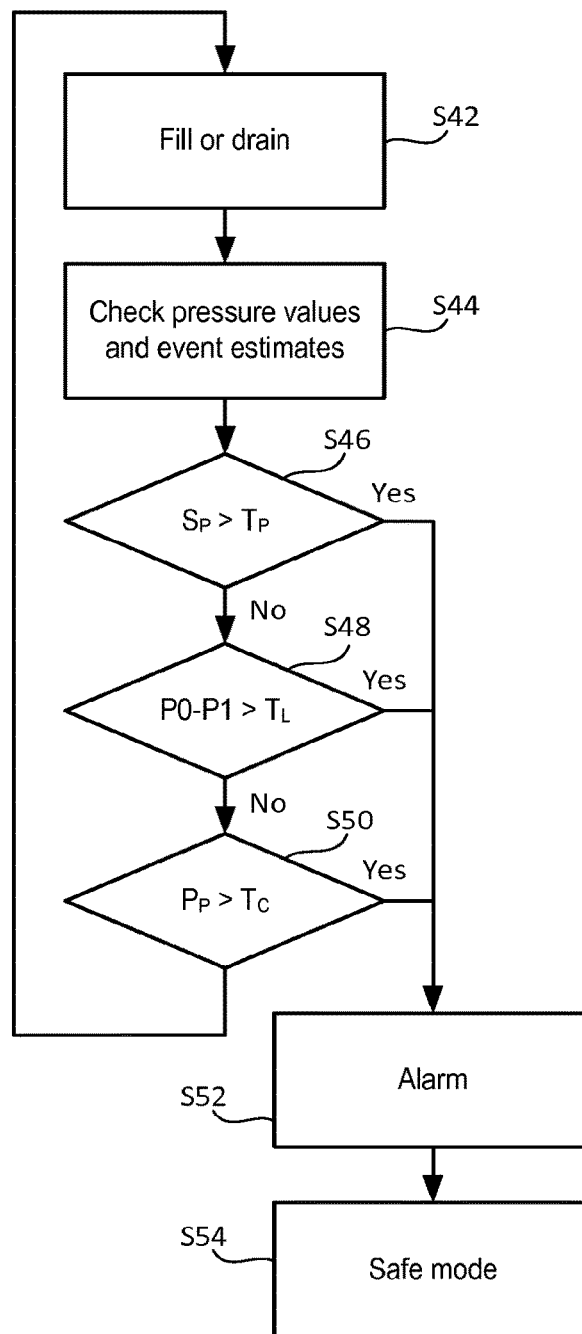 Fill or drain
S42
Check pressure values
and event estimates
S44
S46
Yes
SP > TP
No
S48
Yes
P0-P1 > TL
No
S50
Yes
PP > TC
Alarm
S52
S54
Safe mode